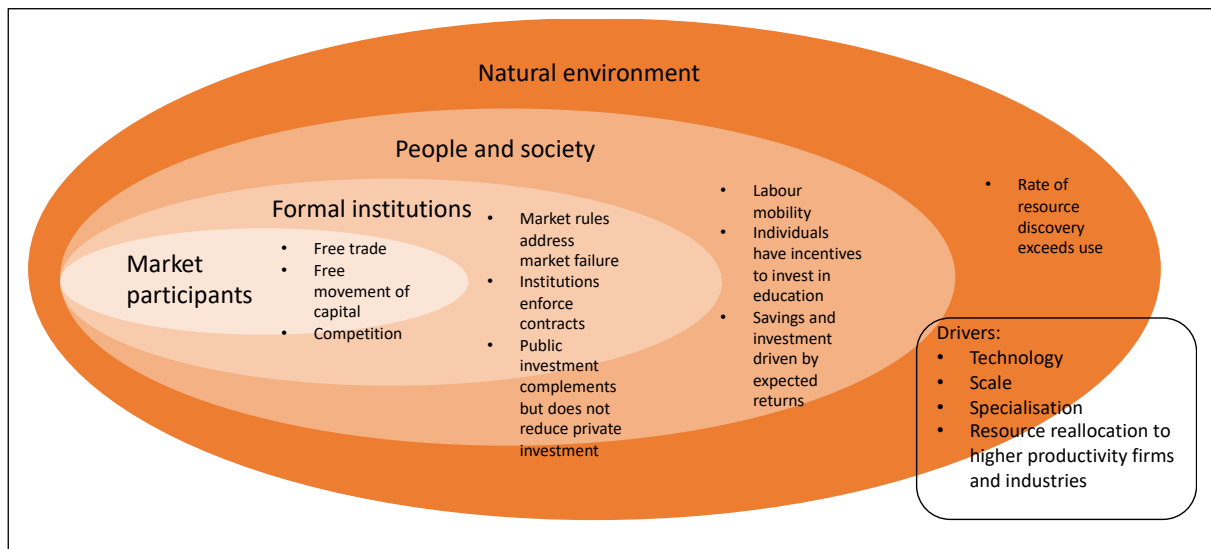 Natural environment
People and society
Formal institutions
Market
participants
• Free trade
• Free
movement of
capital
• Competition
• Market rules
address
market failure
• Institutions
enforce
contracts
• Public
investment
complements
but does not
reduce private
investment
• Labour
mobility
• Individuals
have incentives
to invest in
education
• Savings and
investment
driven by
expected
returns
• Rate of
resource
discovery
exceeds use
Drivers:
• Technology
• Scale
• Specialisation
• Resource reallocation to
higher productivity firms
and industries